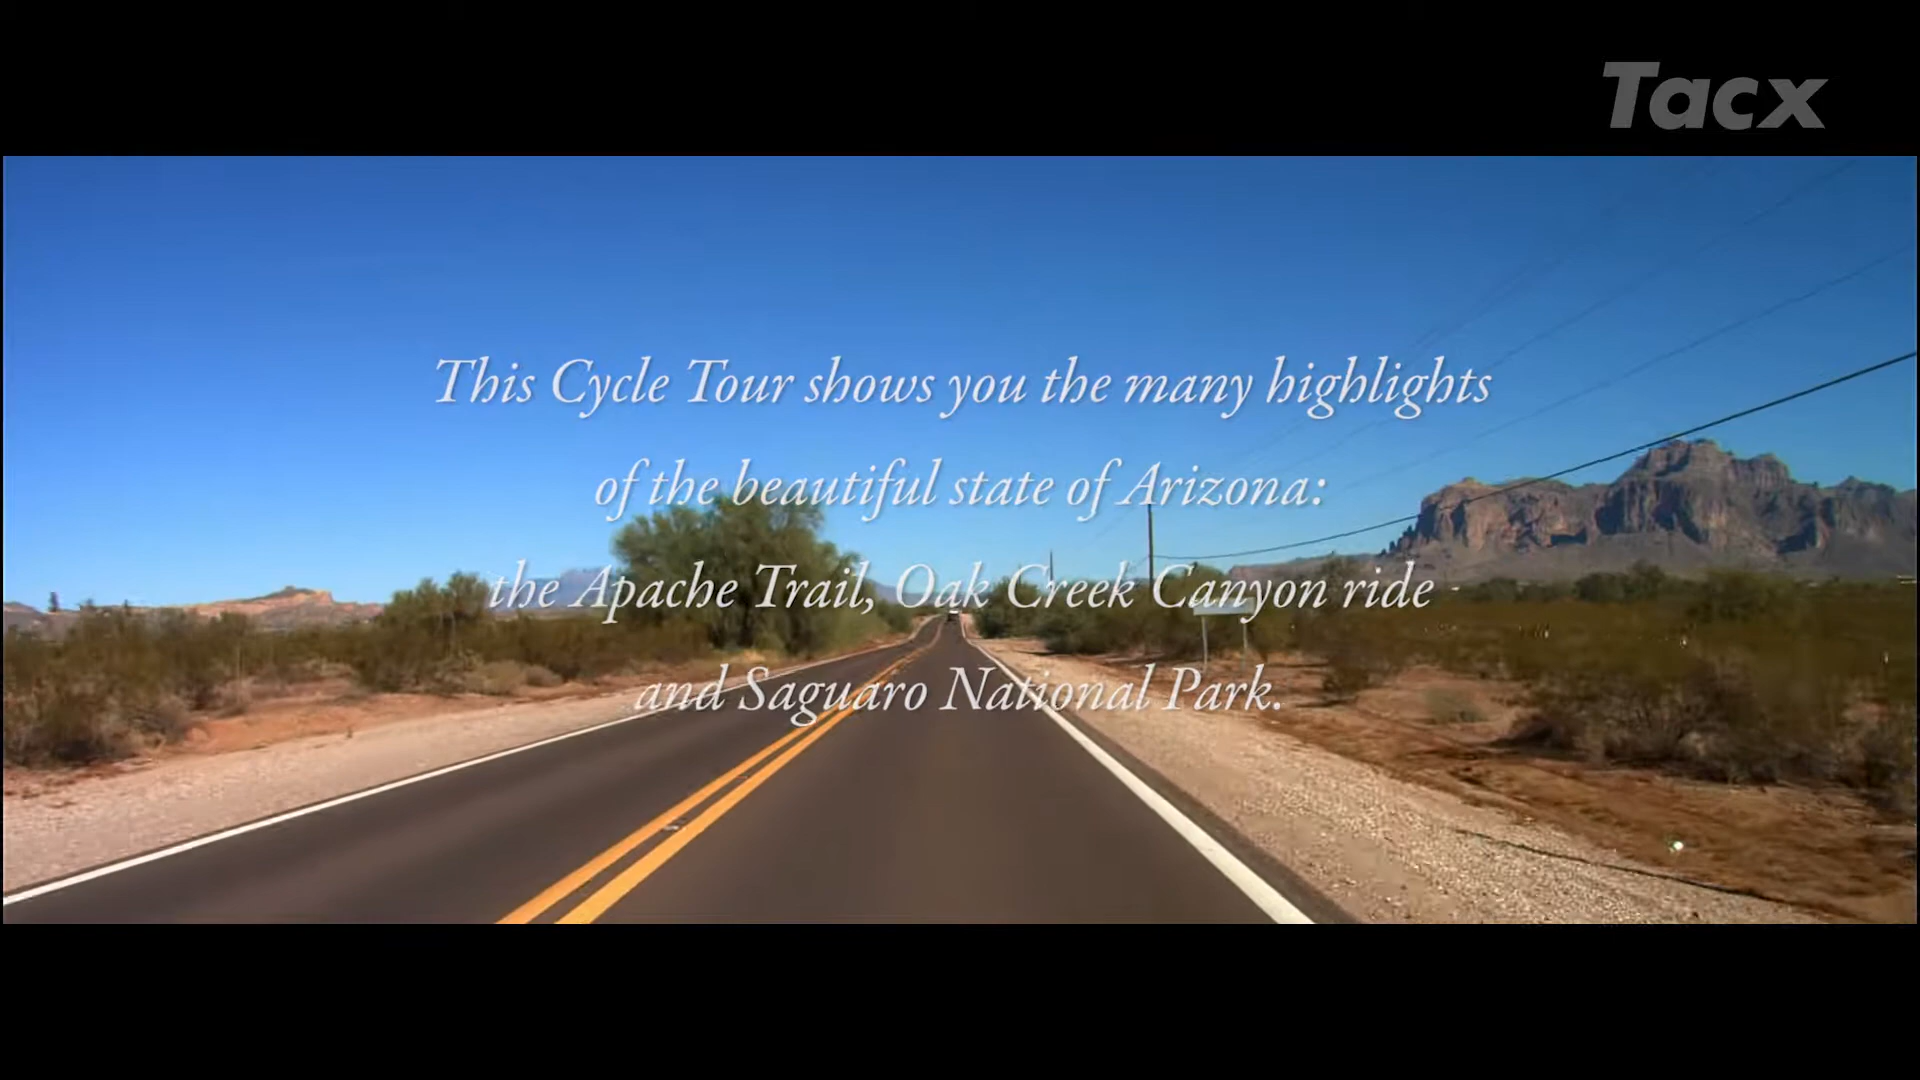 Tacx
This Cycle Tour shows you the many highlights
of the beautiful state of Arizona:
the Apache Trail, Oak Creek Canyon ride
and Saguaro National Park.